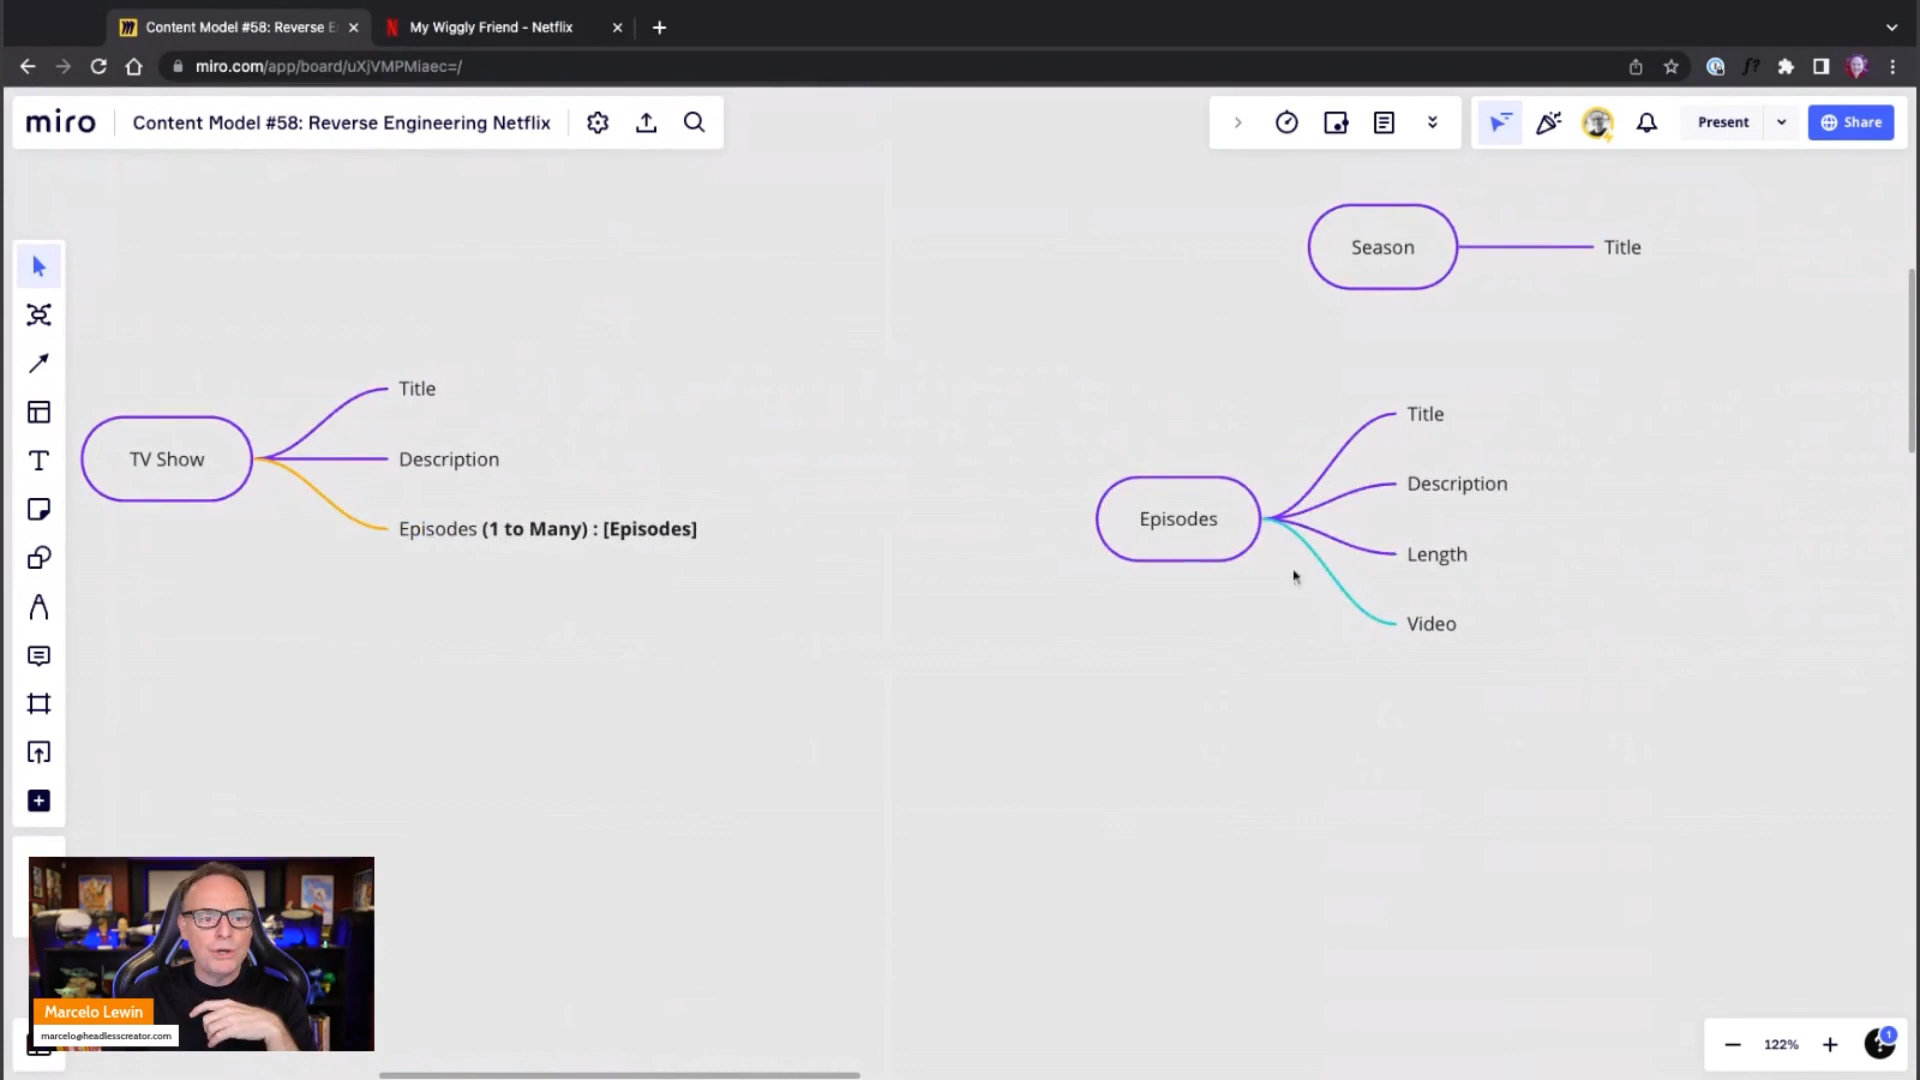 Content Model #58: Reverse E
My Wiggly Friend - Netflix
miro.com/app/board/uXjVMPMiaec=/
miro
Content Model #58: Reverse Engineering Netflix
Present
Share
Season
Title
TV Show
Title
Description
Episodes (1 to Many) : [Episodes]
Episodes
Title
Description
Length
Video
Marcelo Lewin
marcelo@headlesscreator.com
122%
1